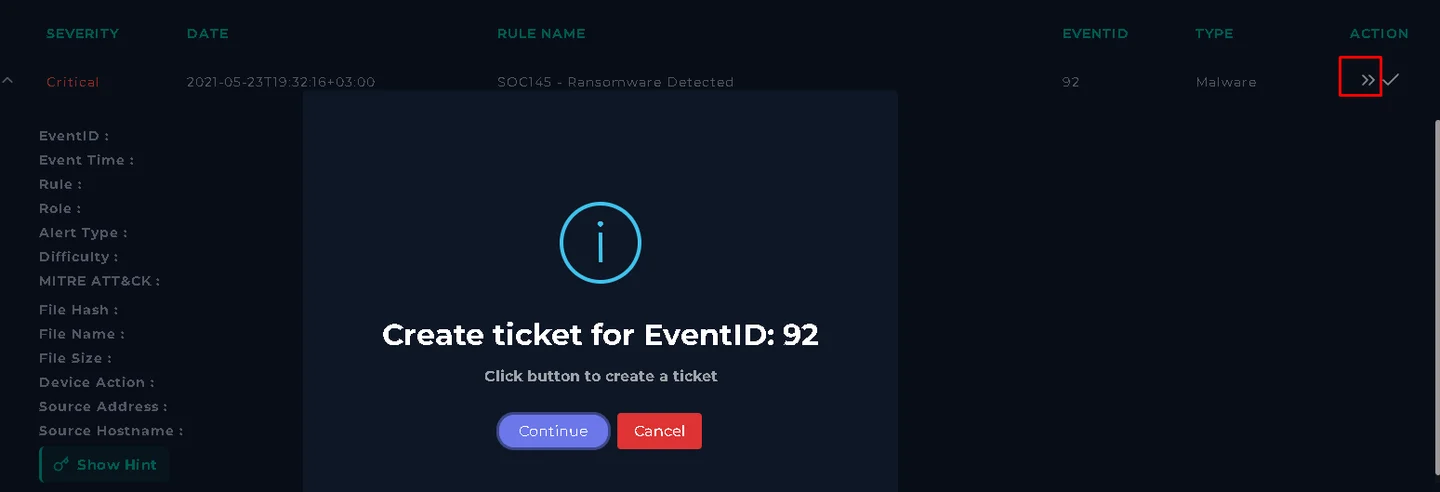 SEVERITY DATE RULE NAME EVENTID TYPE ACTION
Critical 2021-05-23T19:32:16+03:00 SOC145 - Ransomware Detected 92 Malware
EventID :
Event Time :
Rule :
Role :
Alert Type :
Difficulty :
MITRE ATT&CK :
File Hash :
File Name :
File Size :
Device Action :
Source Address :
Source Hostname :
Show Hint
Create ticket for EventID: 92
Click button to create a ticket
Continue Cancel